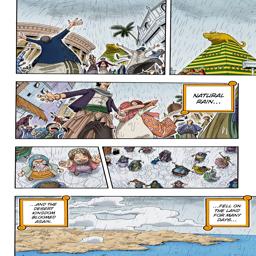 NATURAL
RAIN...
...AND THE
DESERT
KINGDOM
BLOOMED
AGAIN.
...FELL ON
THE LAND
FOR MANY
DAYS...